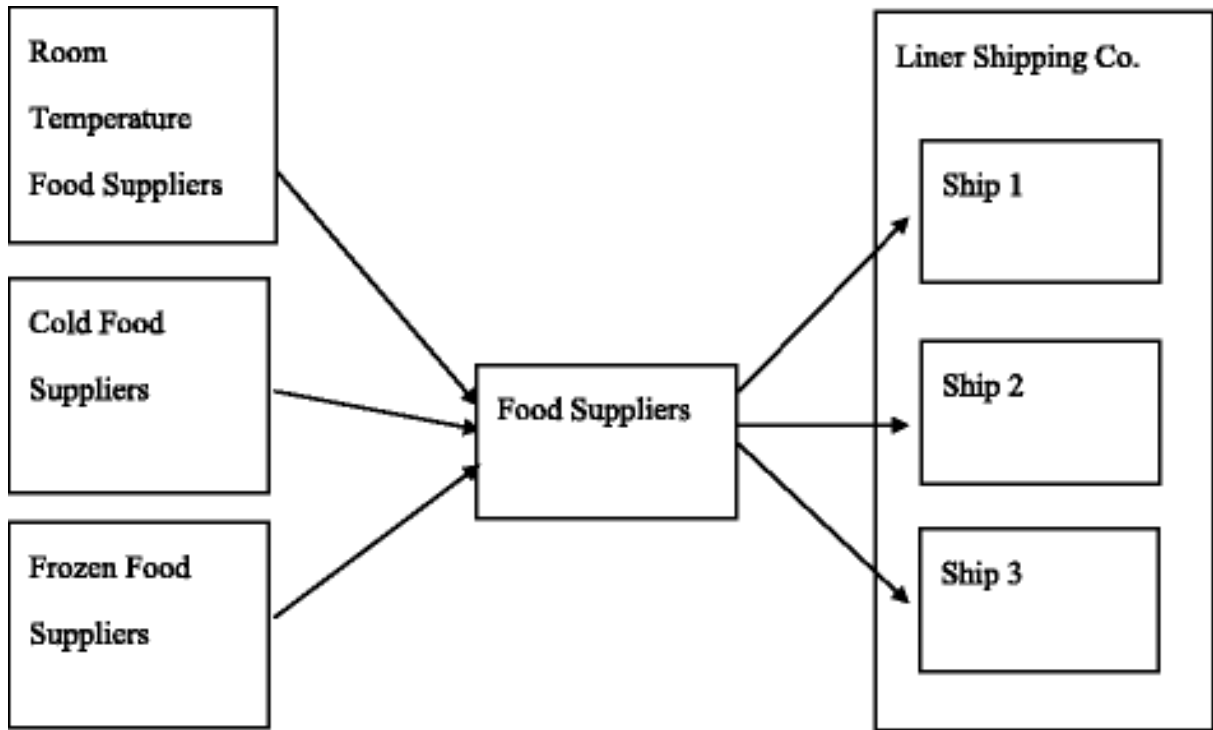 Room
Temperature
Food Suppliers
Cold Food
Suppliers
Frozen Food
Suppliers
Food Suppliers
Liner Shipping Co.
Ship 1
Ship 2
Ship 3